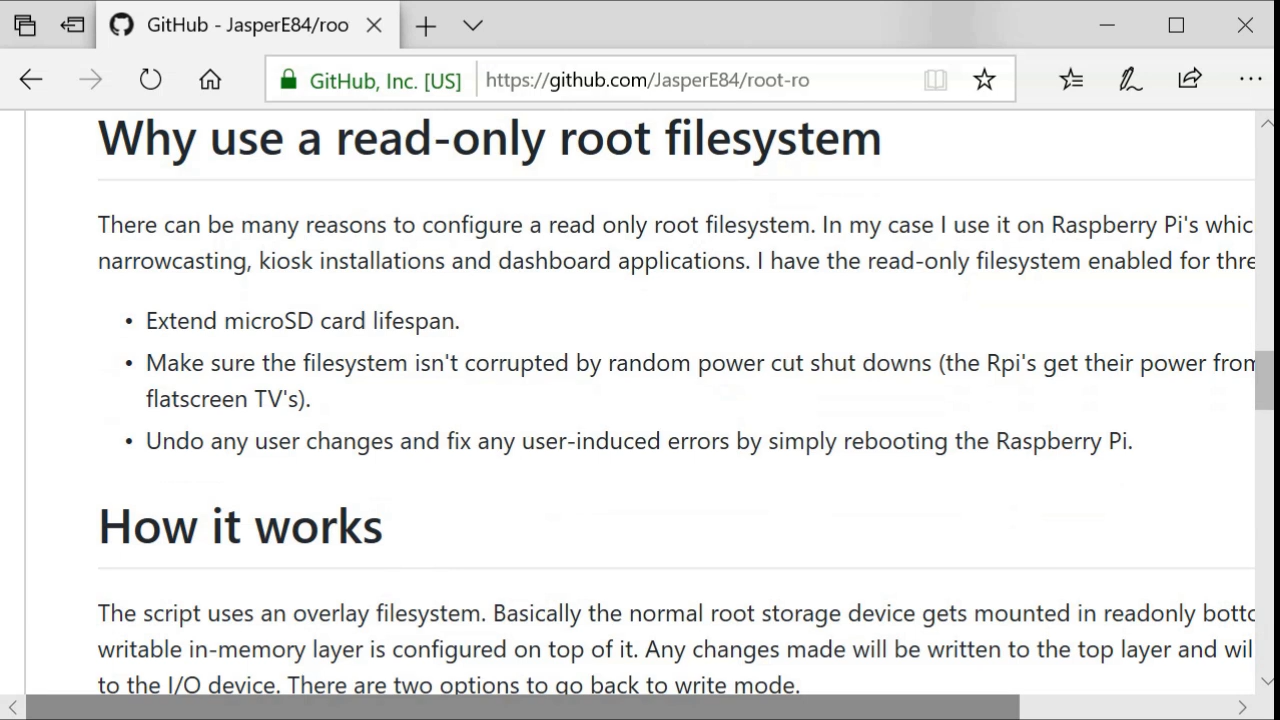 GitHub - JasperE84/roo
GitHub, Inc. [US] https://github.com/JasperE84/root-ro
Why use a read-only root filesystem
There can be many reasons to configure a read only root filesystem. In my case I use it on Raspberry Pi's whic
narrowcasting, kiosk installations and dashboard applications. I have the read-only filesystem enabled for thre
• Extend microSD card lifespan.
• Make sure the filesystem isn't corrupted by random power cut shut downs (the Rpi's get their power from
flatscreen TV's).
• Undo any user changes and fix any user-induced errors by simply rebooting the Raspberry Pi.
How it works
The script uses an overlay filesystem. Basically the normal root storage device gets mounted in readonly botto
writable in-memory layer is configured on top of it. Any changes made will be written to the top layer and wil
to the I/O device. There are two options to go back to write mode.